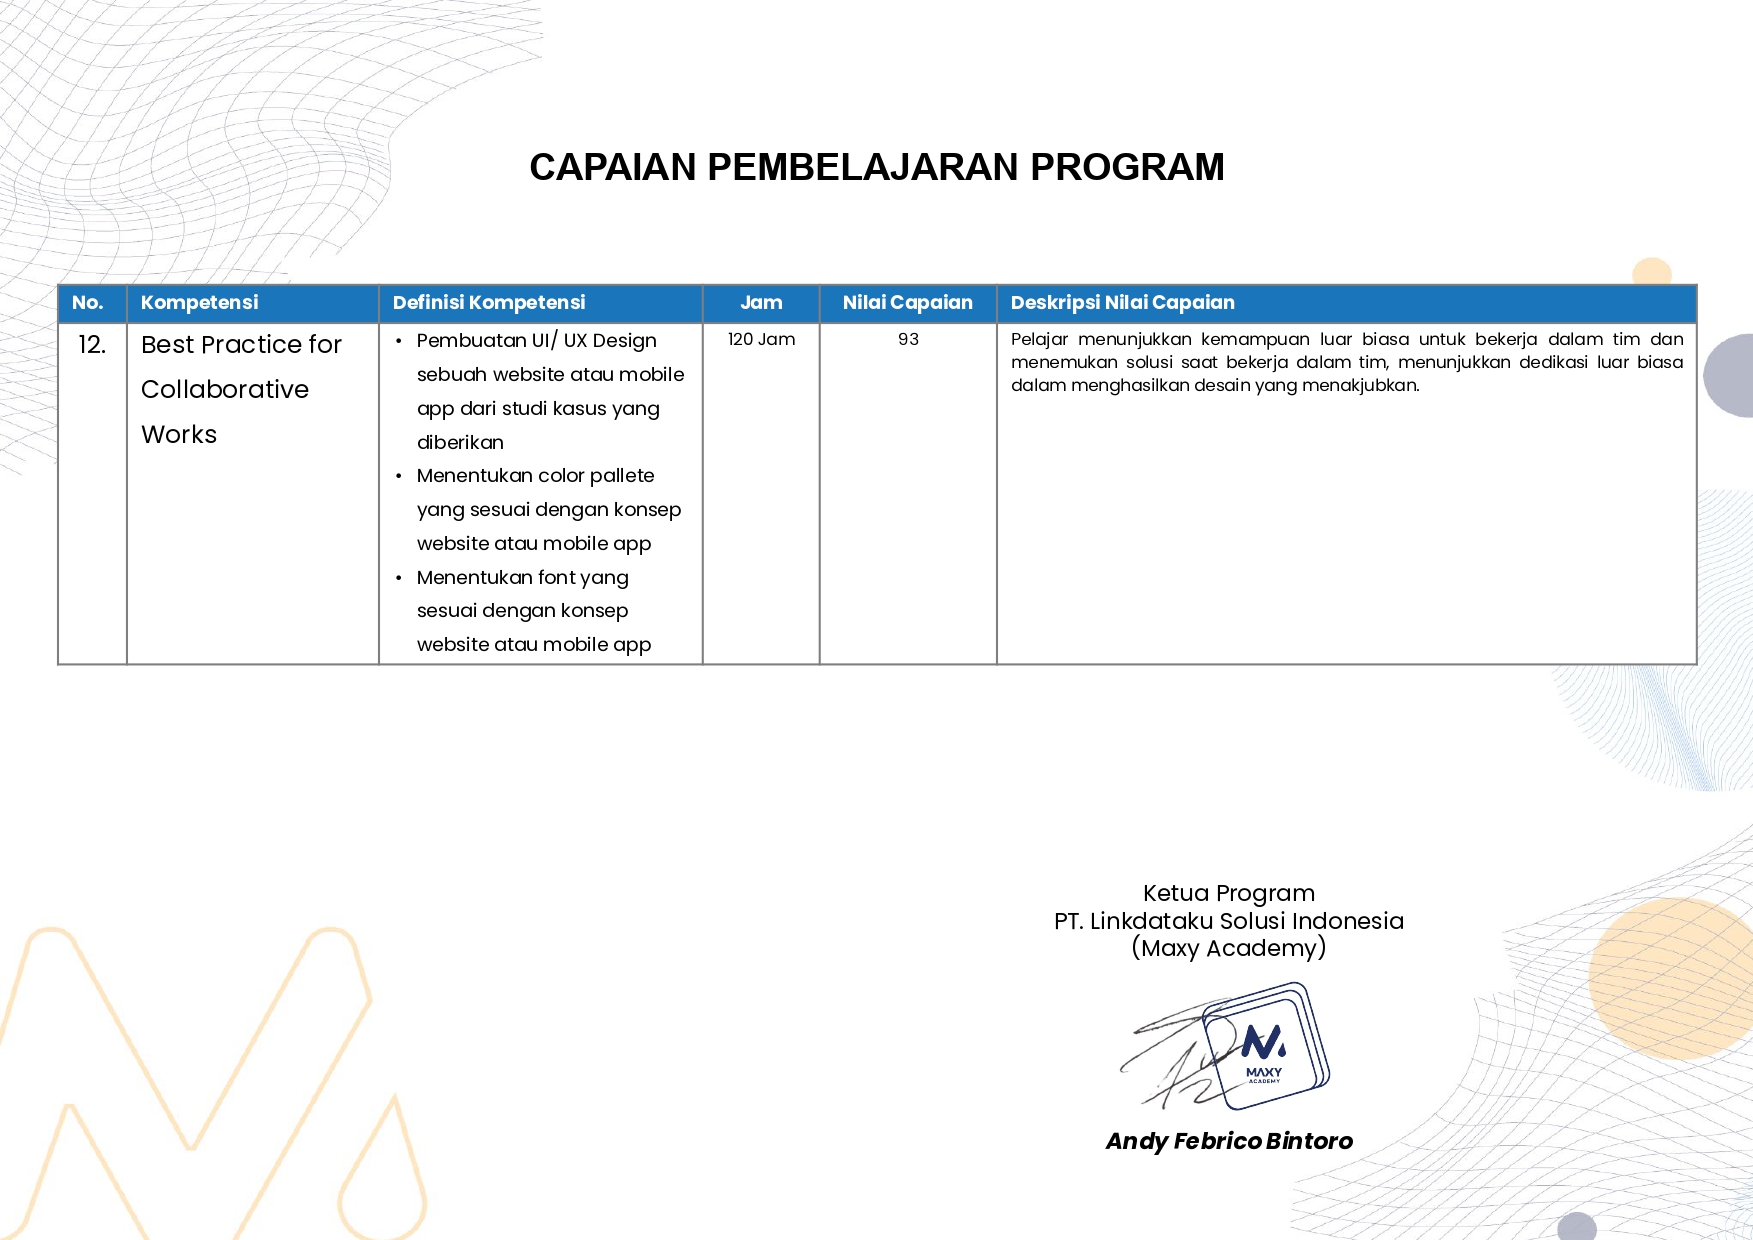 CAPAIAN PEMBELAJARAN PROGRAM
No. Kompetensi Definisi Kompetensi Jam Nilai Capaian Deskripsi Nilai Capaian
12.
Best Practice for
Collaborative
Works
• Pembuatan UI/ UX Design
sebuah website atau mobile
app dari studi kasus yang
diberikan
• Menentukan color pallete
yang sesuai dengan konsep
website atau mobile app
• Menentukan font yang
sesuai dengan konsep
website atau mobile app
120 Jam
93
Pelajar menunjukkan kemampuan luar biasa untuk bekerja dalam tim dan
menemukan solusi saat bekerja dalam tim, menunjukkan dedikasi luar biasa
dalam menghasilkan desain yang menakjubkan.
Ketua Program
PT. Linkdataku Solusi Indonesia
(Maxy Academy)
MAXY
ACADEMY
Andy Febrico Bintoro